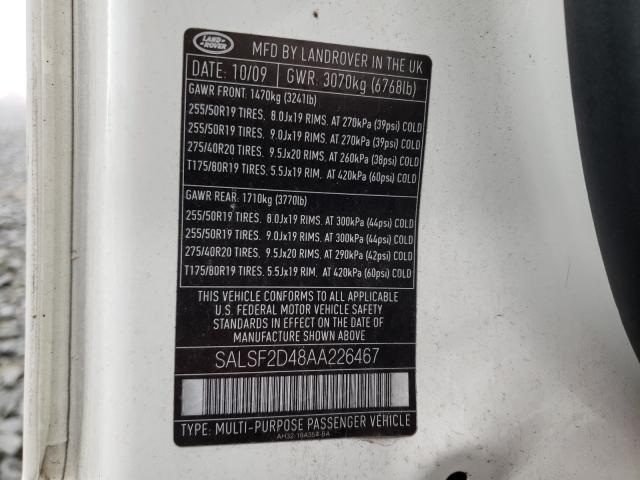 LAND
ROVER
MFD BY LANDROVER IN THE UK
DATE: 10/09 GWR: 3070kg (6768lb)
GAWR FRONT: 1470kg (3241lb)
255/50R19 TIRES, 8.0Jx19 RIMS, AT 270kPa (39psi) COLD
255/50R19 TIRES, 9.0Jx19 RIMS, AT 270kPa (39psi) COLD
275/40R20 TIRES, 9.5Jx20 RIMS, AT 260kPa (38psi) COLD
T175/80R19 TIRES, 5.5Jx19 RIM, AT 420kPa (60psi) COLD
GAWR REAR: 1710kg (3770lb)
255/50R19 TIRES, 8.0Jx19 RIMS, AT 300kPa (44psi) COLD
255/50R19 TIRES, 9.0Jx19 RIMS, AT 300kPa (44psi) COLD
275/40R20 TIRES, 9.5Jx20 RIMS, AT 290kPa (42psi) COLD
T175/80R19 TIRES, 5.5Jx19 RIM, AT 420kPa (60psi) COLD
THIS VEHICLE CONFORMS TO ALL APPLICABLE
U.S. FEDERAL MOTOR VEHICLE SAFETY
STANDARDS IN EFFECT ON THE DATE OF
MANUFACTURE SHOWN ABOVE
SALSF2D48AA226467
TYPE: MULTI-PURPOSE PASSENGER VEHICLE